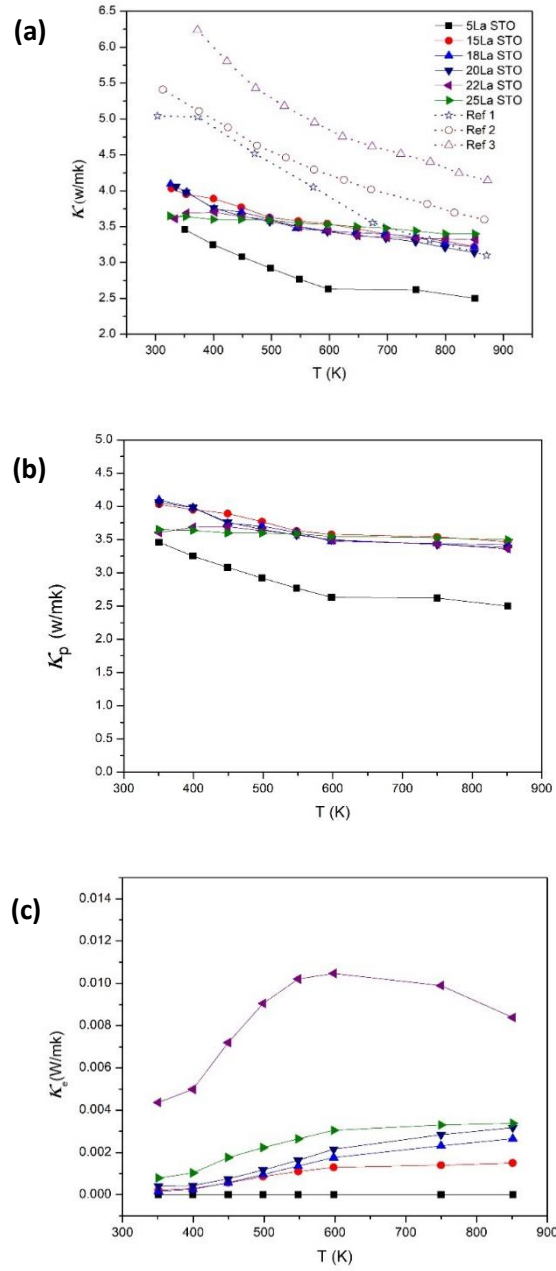 (a)
6.5
6.0
5.5
5.0
4.5
4.0
3.5
3.0
2.5
2.0
K (w/mk)
5La STO
15La STO
18La STO
20La STO
22La STO
25La STO
Ref 1
Ref 2
Ref 3
300 400 500 600 700 800 900
T (K)
(b)
5.0
4.5
4.0
3.5
3.0
2.5
2.0
1.5
1.0
0.5
0.0
Kp (w/mk)
300 400 500 600 700 800 900
T (K)
(c)
0.014
0.012
0.010
0.008
0.006
0.004
0.002
0.000
Ke (W/mk)
300 400 500 600 700 800 900
T (K)